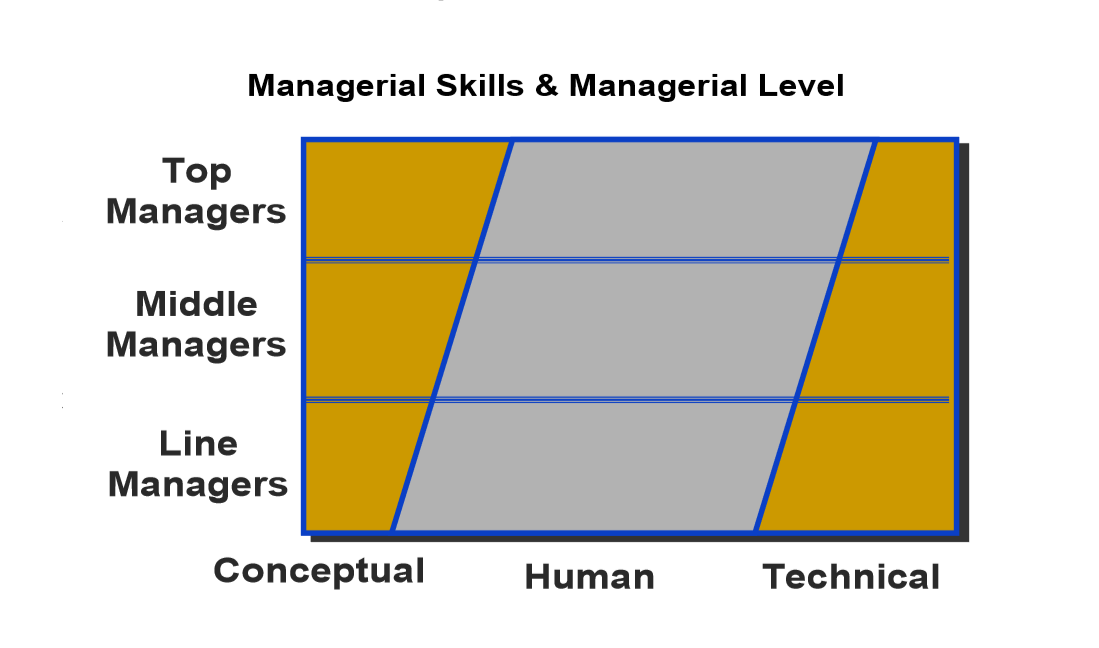 Managerial Skills & Managerial Level
Top
Managers
Middle
Managers
Line
Managers
Conceptual
Human
Technical